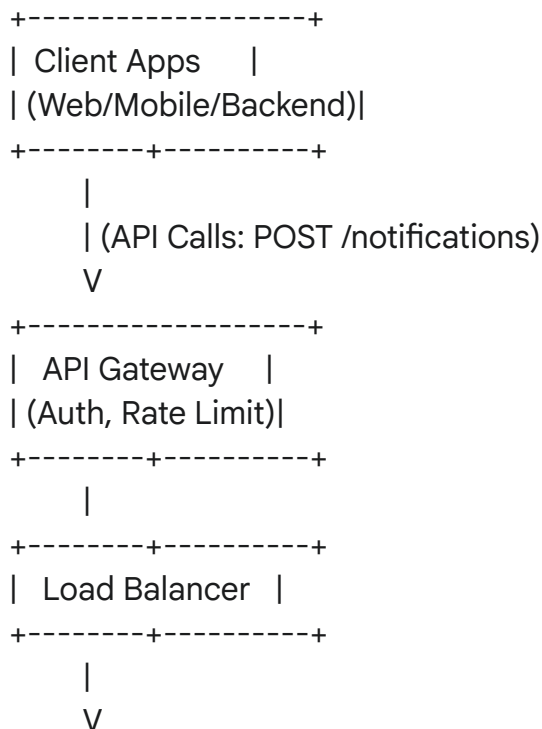 +-------------------+
| Client Apps |
| (Web/Mobile/Backend)|
+--------+----------+
|
| (API Calls: POST /notifications)
V
+-------------------+
| API Gateway |
| (Auth, Rate Limit)|
+--------+----------+
|
+--------+----------+
| Load Balancer |
+--------+----------+
|
V